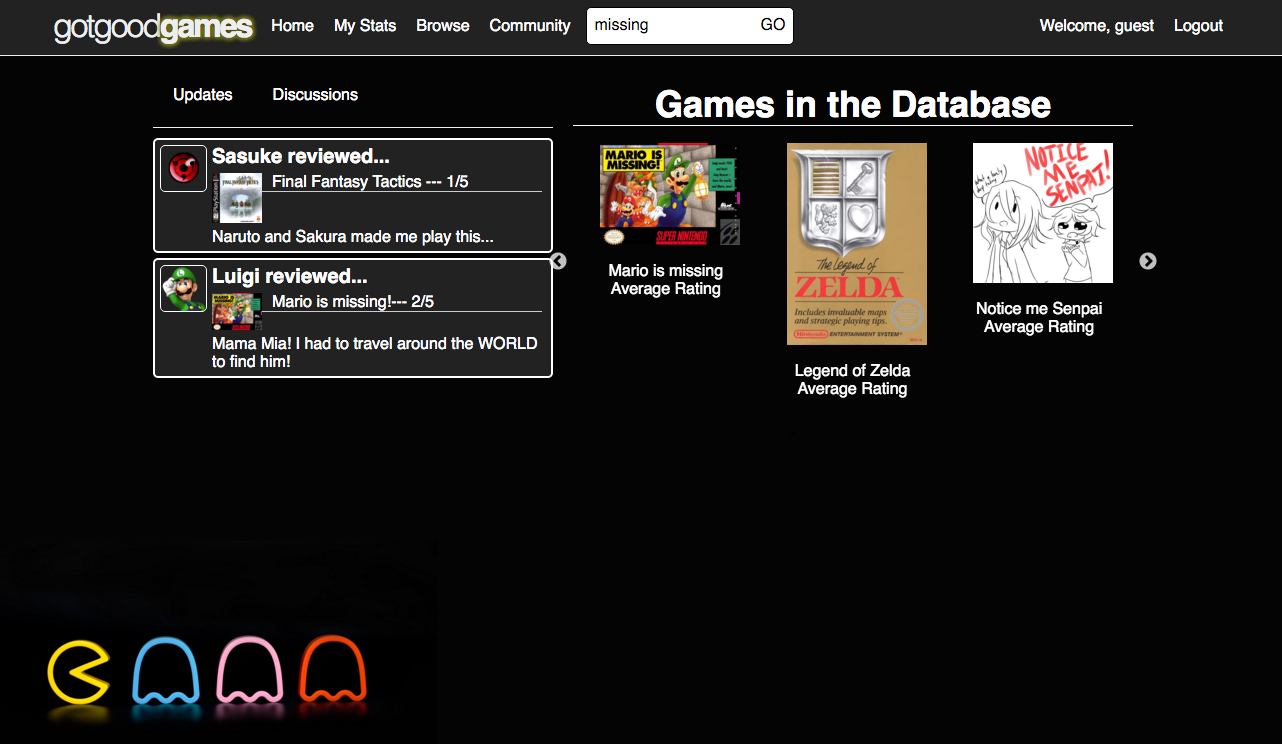 gotgoodgames Home My Stats Browse Community missing GO Welcome, guest Logout
Updates Discussions
Sasuke reviewed...
Final Fantasy Tactics --- 1/5
Naruto and Sakura made me play this...
Luigi reviewed...
Mario is missing!--- 2/5
Mama Mia! I had to travel around the WORLD
to find him!
Games in the Database
MARIO IS
MISSING!
SUPER NINTENDO
Mario is missing
Average Rating
The Legend of
ZELDA
Includes invaluable maps
and strategic playing tips.
Nintendo ENTERTAINMENT SYSTEM
Legend of Zelda
Average Rating
NOTICE
ME
SENPAI!
Notice me Senpai
Average Rating